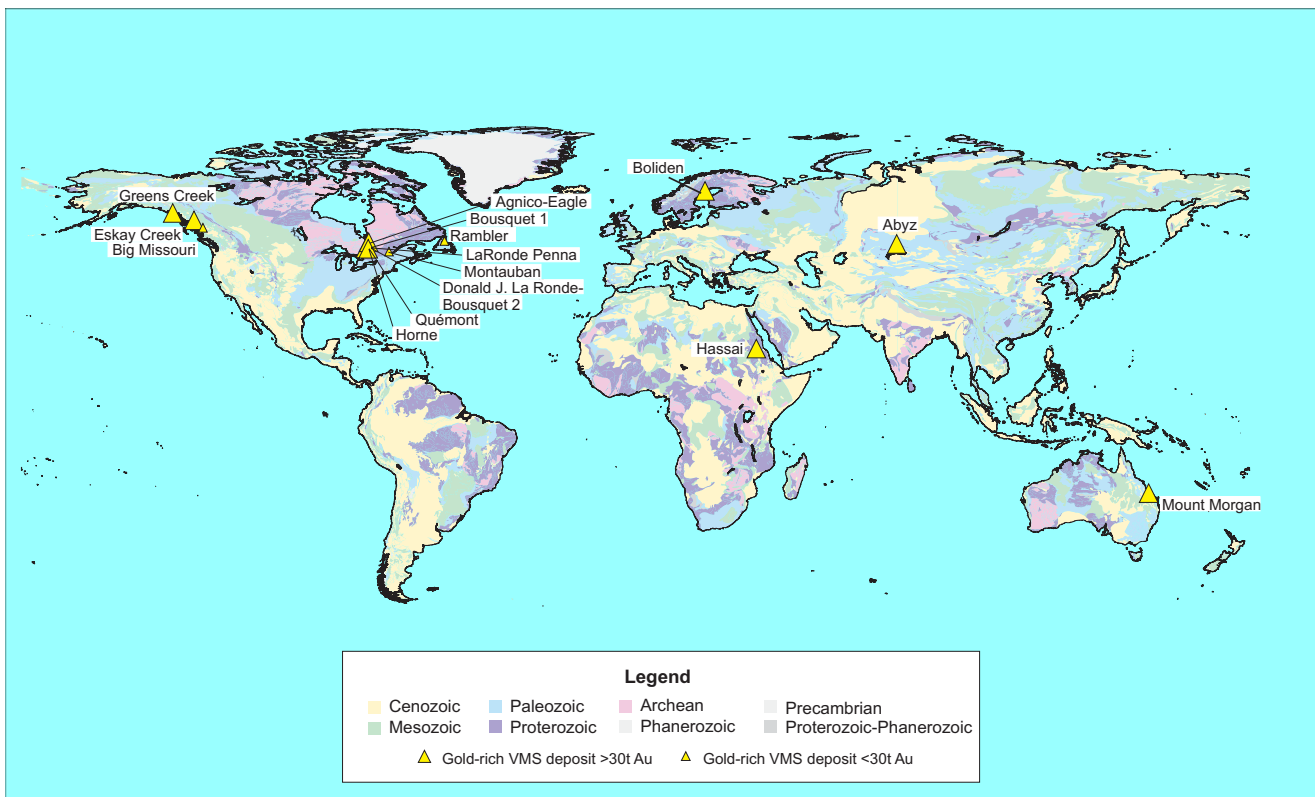 Boliden
Greens Creek
Agnico-Eagle
Bousquet 1
Abyz
Eskay Creek
Rambler
Big Missouri
LaRonde Penna
Montauban
Donald J. La Ronde-
Bousquet 2
Quémont
Horne
Hassai
Mount Morgan
Legend
Cenozoic
Paleozoic
Archean
Precambrian
Mesozoic
Proterozoic
Phanerozoic
Proterozoic-Phanerozoic
Gold-rich VMS deposit >30t Au
Gold-rich VMS deposit <30t Au